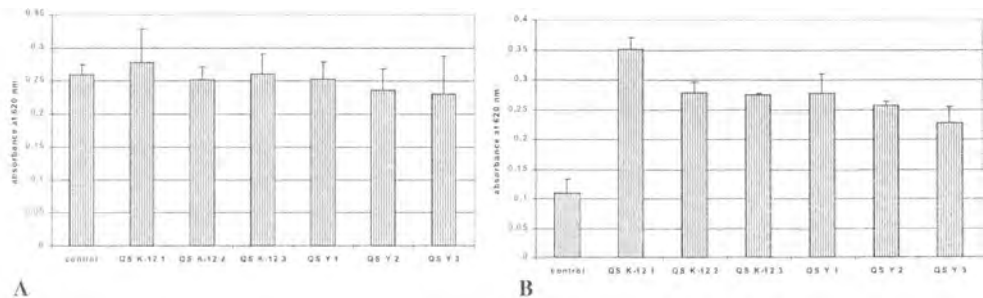 absorbance at 620 nm
0,35
0,3
0,25
0,2
0,15
0,1
0,05
0
control QS K-12 1 QS K-12 2 QS K-12 3 QS Y 1 QS Y 2 QS Y 3
A
absorbance at 620 nm
0,4
0,35
0,3
0,25
0,2
0,15
0,1
0,05
0
control QS K-12 1 QS K-12 3 QS K-12 3 QS Y 1 QS Y 2 QS Y 3
B